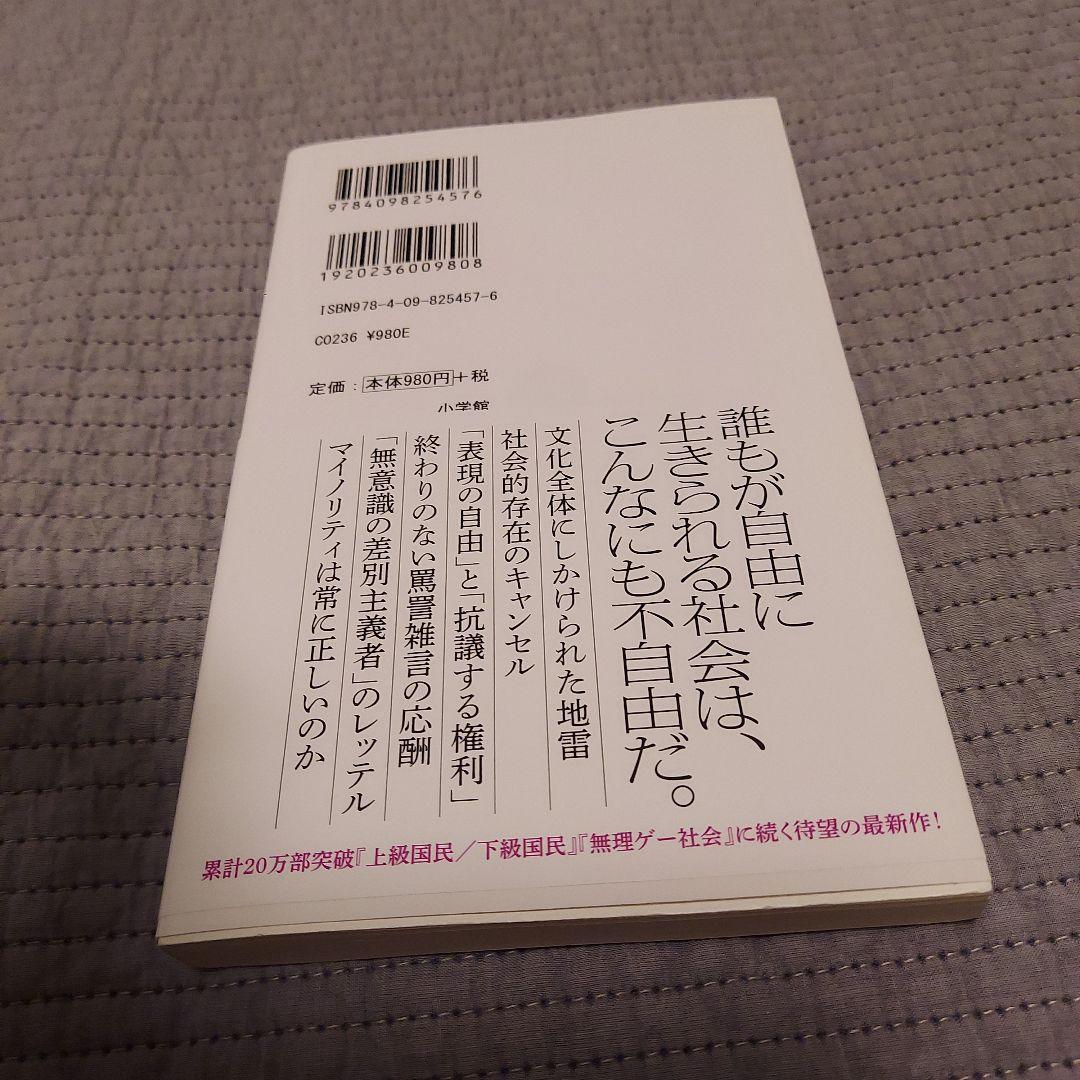 9784098254576
1920236009808
ISBN978-4-09-825457-6
C0236 ¥980E
定価：本体980円+税
小学館
誰もが自由に
生きられる社会は、
こんなにも不自由だ。
文化全体にしかけられた地雷
社会的存在のキャンセル
「表現の自由」と「抗議する権利」
終わりのない罵詈雑言の応酬
「無意識の差別主義者」のレッテル
マイノリティは常に正しいのか
累計20万部突破『上級国民／下級国民』『無理ゲー社会』に続く待望の最新作！